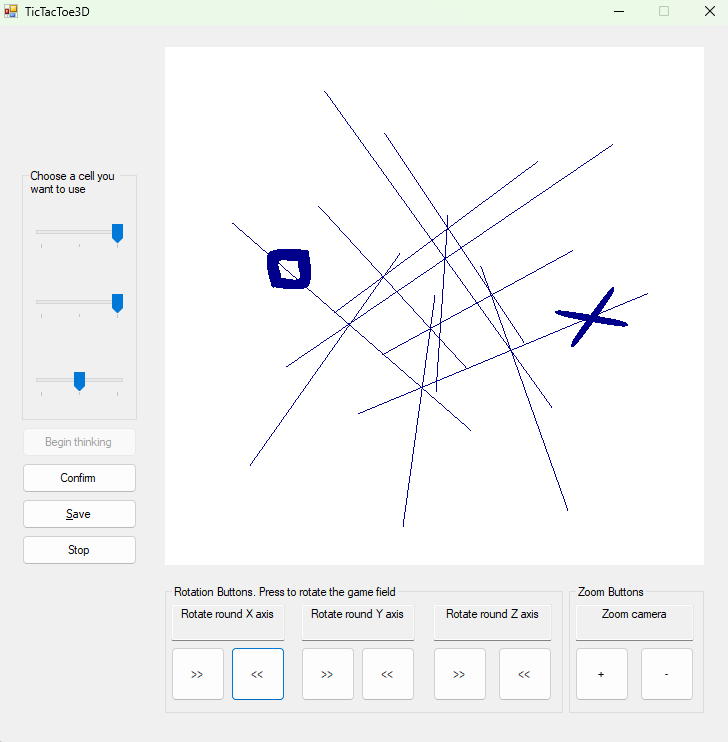 TicTacToe3D
Choose a cell you
want to use
Begin thinking
Confirm
Save
Stop
Rotation Buttons. Press to rotate the game field
Rotate round X axis
Rotate round Y axis
Rotate round Z axis
>>
<<
>>
<<
>>
<<
Zoom Buttons
Zoom camera
+
-